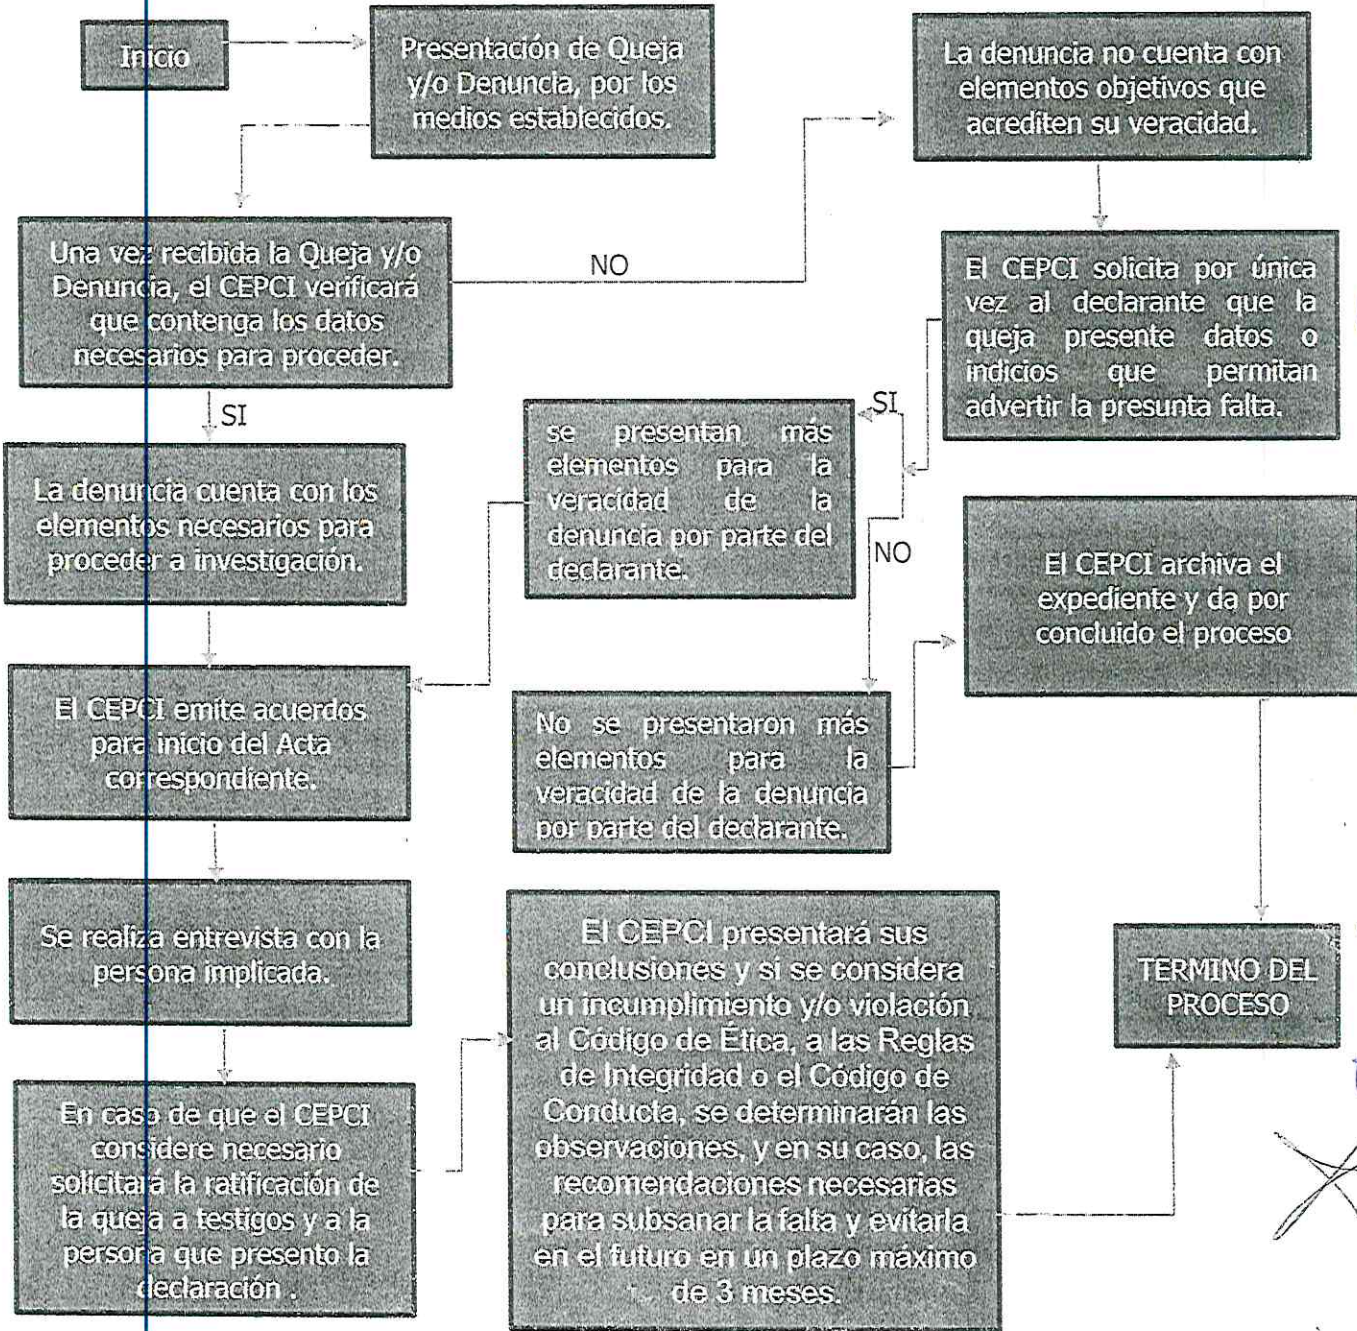 Inicio
Presentación de Queja
y/o Denuncia, por los
medios establecidos.
La denuncia no cuenta con
elementos objetivos que
acrediten su veracidad.
Una vez recibida la Queja y/o
Denuncia, el CEPCI verificará
que contenga los datos
necesarios para proceder.
NO
El CEPCI solicita por única
vez al declarante que la
queja presente datos o
indicios que permitan
advertir la presunta falta.
SI
SI
se presentan más
elementos para la
veracidad de la
denuncia por parte del
declarante.
La denuncia cuenta con los
elementos necesarios para
proceder a investigación.
NO
El CEPCI archiva el
expediente y da por
concluido el proceso
El CEPCI emite acuerdos
para inicio del Acta
correspondiente.
No se presentaron más
elementos para la
veracidad de la denuncia
por parte del declarante.
Se realiza entrevista con la
persona implicada.
El CEPCI presentará sus
conclusiones y si se considera
un incumplimiento y/o violación
al Código de Ética, a las Reglas
de Integridad o el Código de
Conducta, se determinarán las
observaciones, y en su caso, las
recomendaciones necesarias
para subsanar la falta y evitarla
en el futuro en un plazo máximo
de 3 meses.
TERMINO DEL
PROCESO
En caso de que el CEPCI
considere necesario
solicitará la ratificación de
la queja a testigos y a la
persona que presento la
declaración .